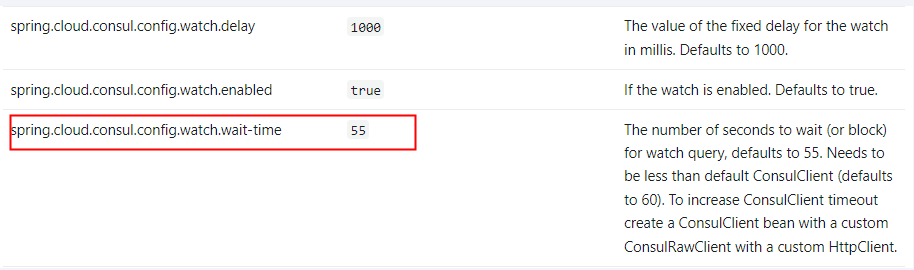 spring.cloud.consul.config.watch.delay 1000 The value of the fixed delay for the watch
in millis. Defaults to 1000.
spring.cloud.consul.config.watch.enabled true If the watch is enabled. Defaults to true.
spring.cloud.consul.config.watch.wait-time 55 The number of seconds to wait (or block)
for watch query, defaults to 55. Needs to
be less than default ConsulClient (defaults
to 60). To increase ConsulClient timeout
create a ConsulClient bean with a custom
ConsulRawClient with a custom HttpClient.